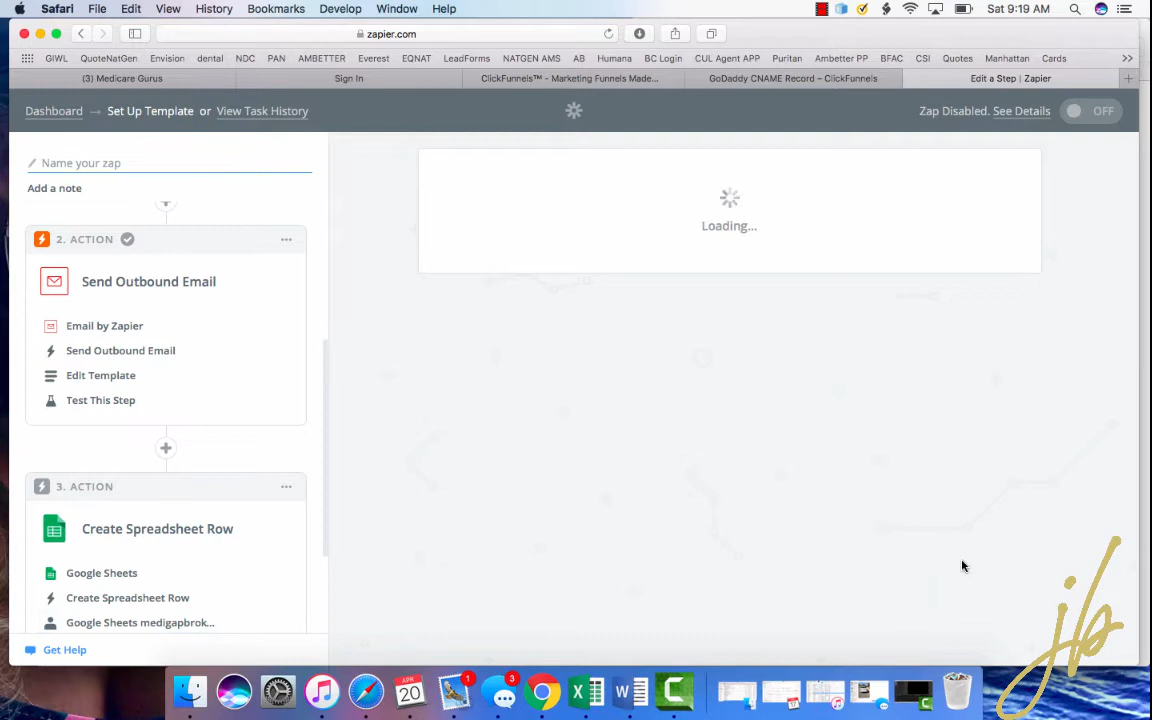 Safari File Edit View History Bookmarks Develop Window Help Sat 9:19 AM
zapier.com
GIWL QuoteNatGen Envision dental NDC PAN AMBETTER Everest EQNAT LeadForms NATGEN AMS AB Humana CUL Agent APP Puritan Ambetter PP BFAC CSI Quotes Manhattan BC Login Cards >>
(3) Medicare Gurus Sign In ClickFunnels™ - Marketing Funnels Made... GoDaddy CNAME Record – ClickFunnels Edit a Step | Zapier +
Dashboard → Set Up Template or View Task History Zap Disabled. See Details OFF
Name your zap
Add a note
Loading...
2. ACTION
Send Outbound Email
Email by Zapier
Send Outbound Email
Edit Template
Test This Step
3. ACTION
Create Spreadsheet Row
Google Sheets
Create Spreadsheet Row
Google Sheets medigapbrok...
Get Help
APR
20
1
3
jb